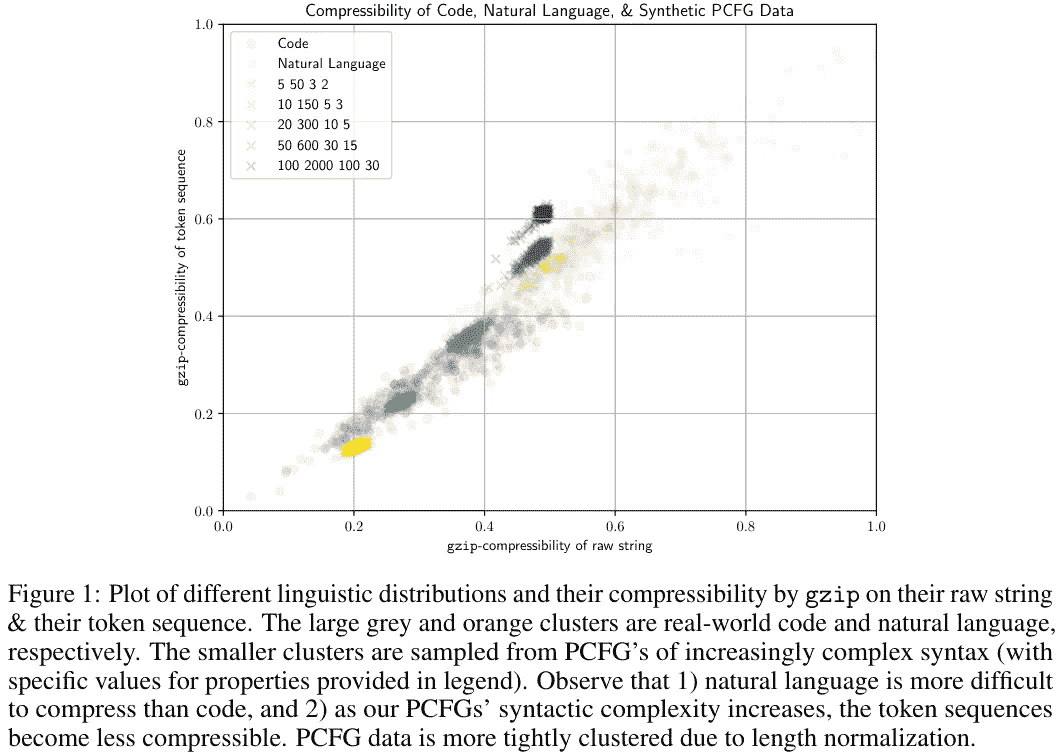 Compressibility of Code, Natural Language, & Synthetic PCFG Data
1.0
Code
Natural Language
5 50 3 2
10 150 5 3
20 300 10 5
50 600 30 15
100 2000 100 30
0.8
0.6
0.4
0.2
0.0
gzip-compressibility of token sequence
0.0 0.2 0.4 0.6 0.8 1.0
gzip-compressibility of raw string
Figure 1: Plot of different linguistic distributions and their compressibility by gzip on their raw string
& their token sequence. The large grey and orange clusters are real-world code and natural language,
respectively. The smaller clusters are sampled from PCFG's of increasingly complex syntax (with
specific values for properties provided in legend). Observe that 1) natural language is more difficult
to compress than code, and 2) as our PCFGs' syntactic complexity increases, the token sequences
become less compressible. PCFG data is more tightly clustered due to length normalization.